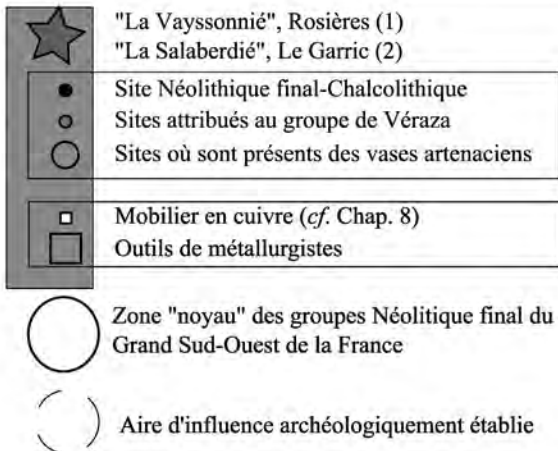 "La Vayssonnié", Rosières (1)
"La Salaberdié", Le Garric (2)
Site Néolithique final-Chalcolithique
Sites attribués au groupe de Véraza
Sites où sont présents des vases artenaciens
Mobilier en cuivre (cf. Chap. 8)
Outils de métallurgistes
Zone "noyau" des groupes Néolitique final du
Grand Sud-Ouest de la France
Aire d'influence archéologiquement établie